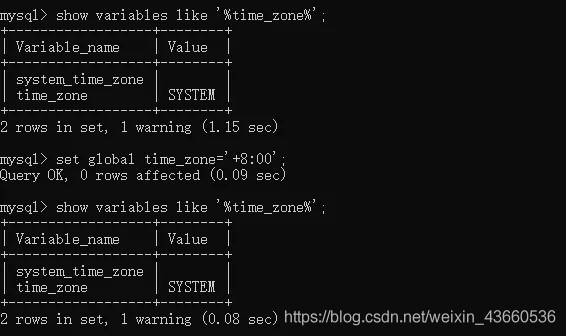 mysql> show variables like '%time_zone%';
+------------------+--------+
| Variable_name    | Value  |
+------------------+--------+
| system_time_zone |        |
| time_zone        | SYSTEM |
+------------------+--------+
2 rows in set, 1 warning (1.15 sec)
mysql> set global time_zone='+8:00';
Query OK, 0 rows affected (0.09 sec)
mysql> show variables like '%time_zone%';
+------------------+--------+
| Variable_name    | Value  |
+------------------+--------+
| system_time_zone |        |
| time_zone        | SYSTEM |
+------------------+--------+
2 rows in set, 1 warning (0.08 sec)
https://blog.csdn.net/weixin_43660536